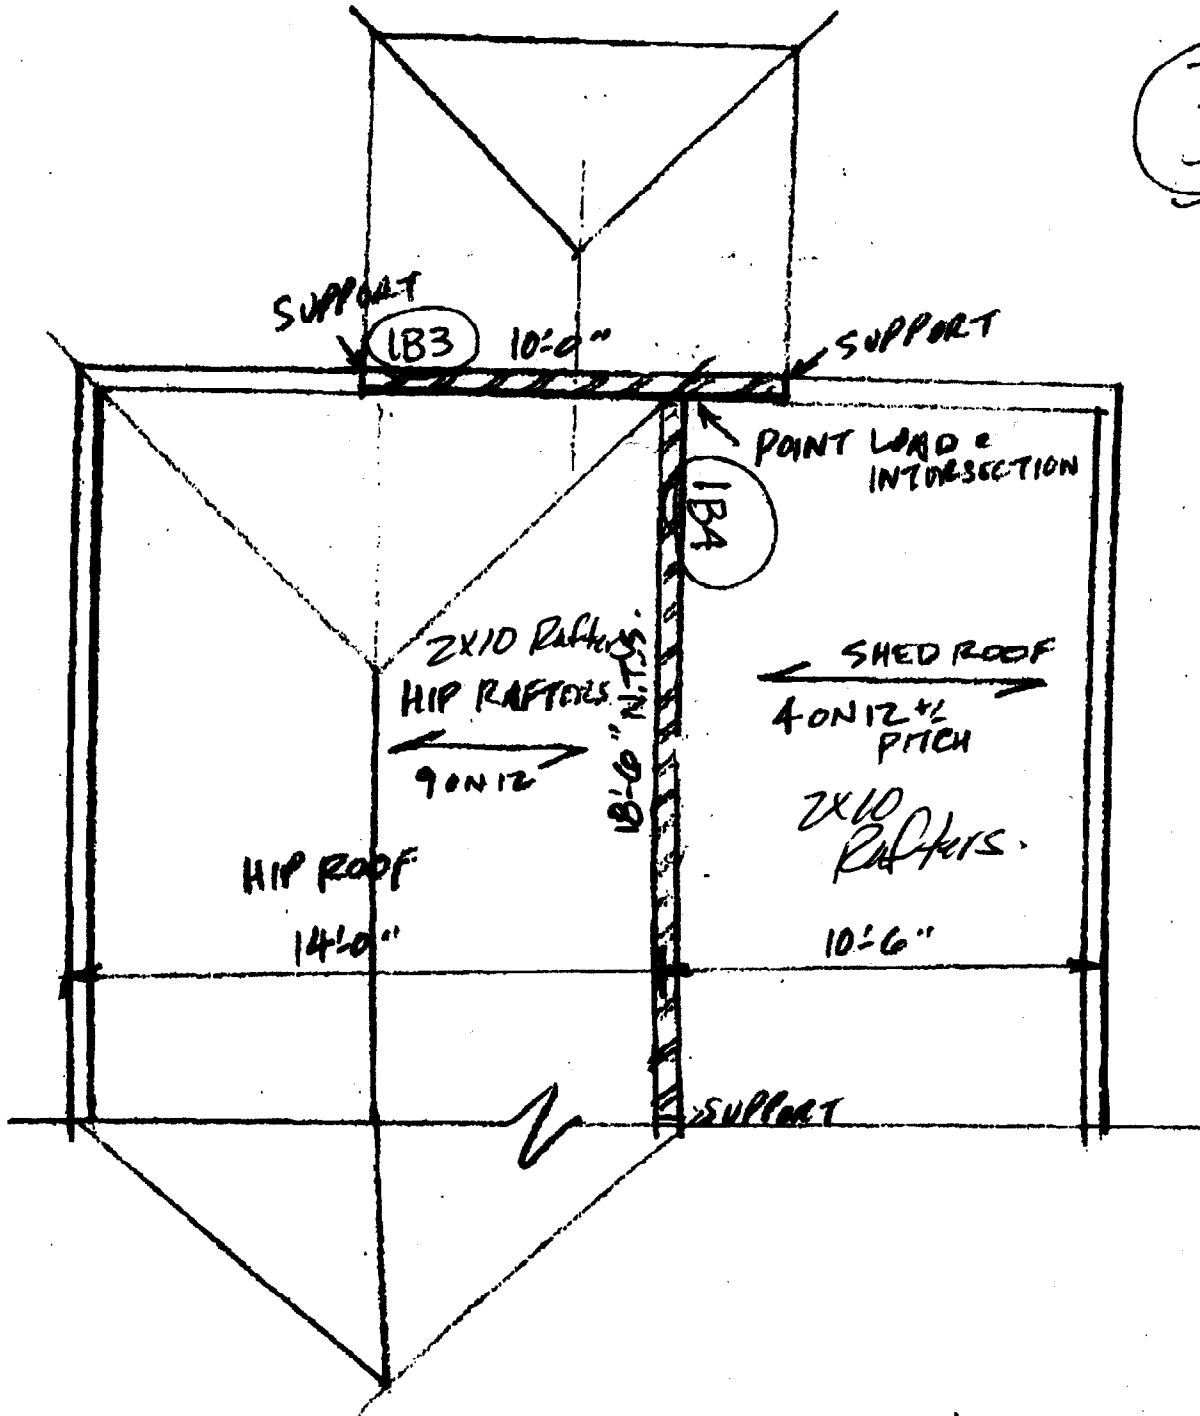 SUPPORT
1B3
10'-0"
SUPPORT
POINT LOAD @
INTERSECTION
1B4
2X10 Rafters
HIP RAFTERS
9 ON 12
18'-6" N.T.S.
SHED ROOF
4 ON 12 +/-
PITCH
2X10
Rafters.
HIP ROOF
14'-0"
10'-6"
SUPPORT